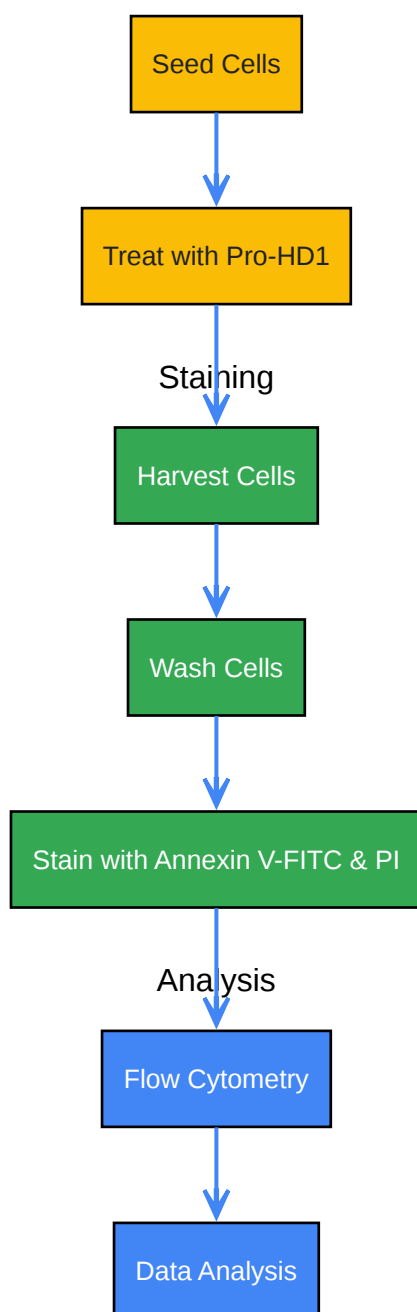 Seed Cells
Treat with Pro-HD1
Staining
Harvest Cells
Wash Cells
Stain with Annexin V-FITC & PI
Analysis
Flow Cytometry
Data Analysis